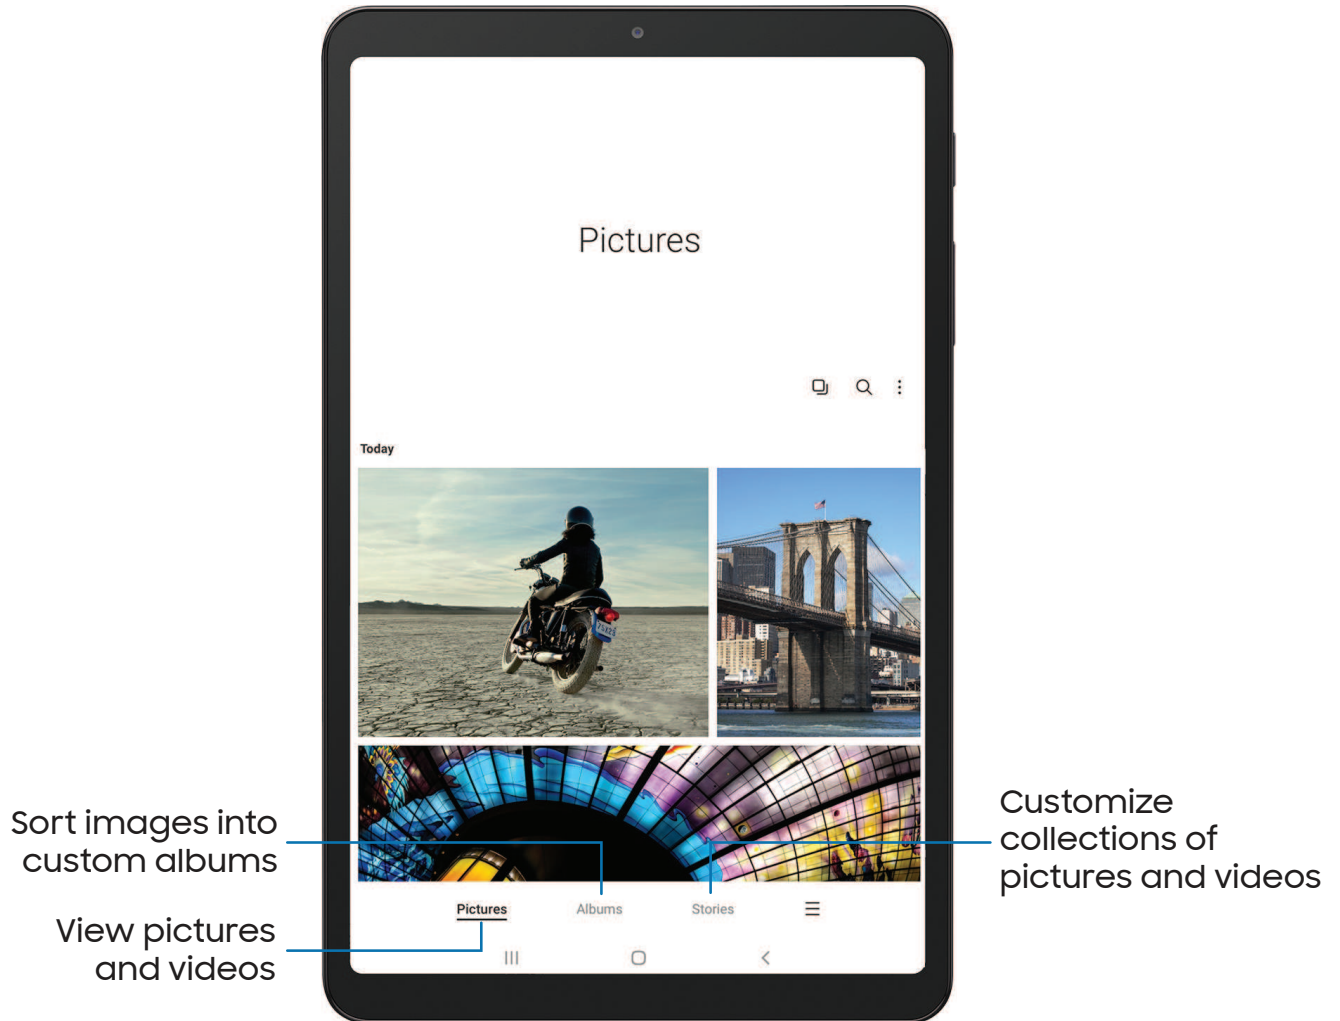 Pictures
Today
Sort images into
custom albums
Customize
collections of
pictures and videos
Pictures Albums Stories
View pictures
and videos